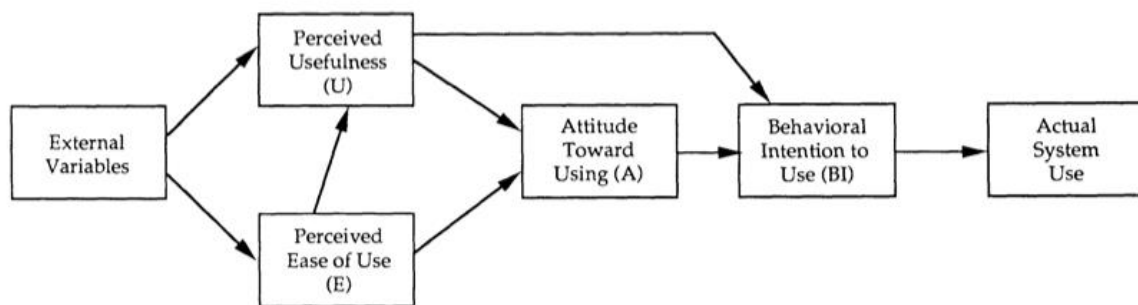 Perceived
Usefulness
(U)
External
Variables
Perceived
Ease of Use
(E)
Attitude
Toward
Using (A)
Behavioral
Intention to
Use (BI)
Actual
System
Use